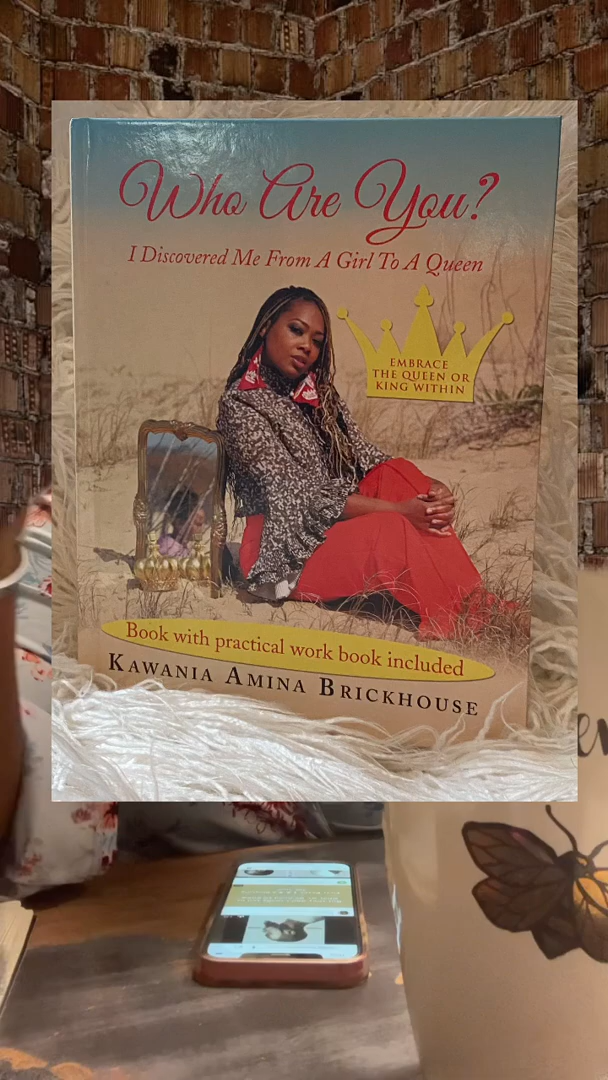 Who Are You?
I Discovered Me From A Girl To A Queen
EMBRACE
THE QUEEN OR
KING WITHIN
Book with practical work book included
KAWANIA AMINA BRICKHOUSE